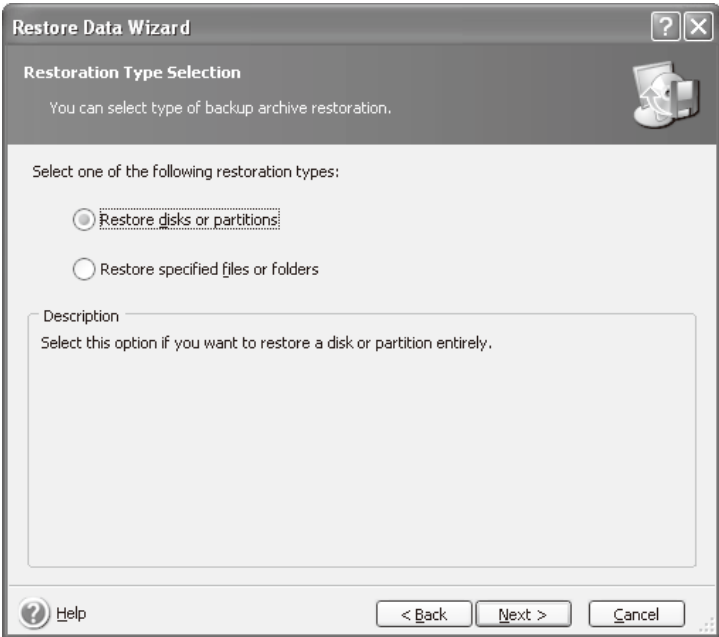 Restore Data Wizard
Restoration Type Selection
You can select type of backup archive restoration.
Select one of the following restoration types:
Restore disks or partitions
Restore specified files or folders
Description
Select this option if you want to restore a disk or partition entirely.
Help
< Back
Next >
Cancel